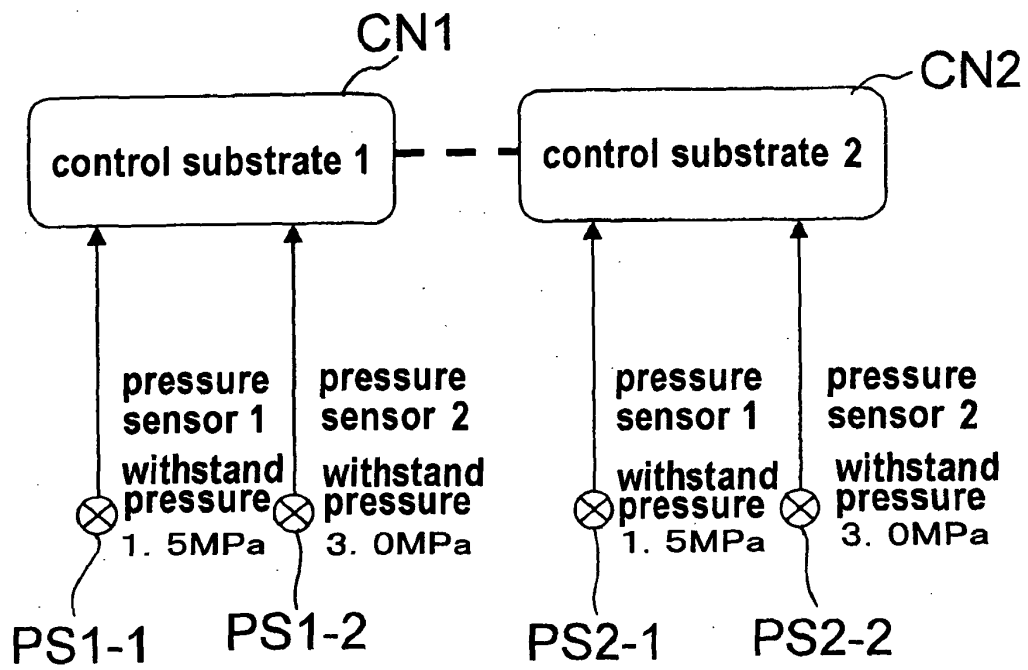 CN1
CN2
control substrate 1
control substrate 2
pressure
sensor 1
withstand
pressure
1. 5MPa
pressure
sensor 2
withstand
pressure
3. 0MPa
pressure
sensor 1
withstand
pressure
1. 5MPa
pressure
sensor 2
withstand
pressure
3. 0MPa
PS1-1
PS1-2
PS2-1
PS2-2